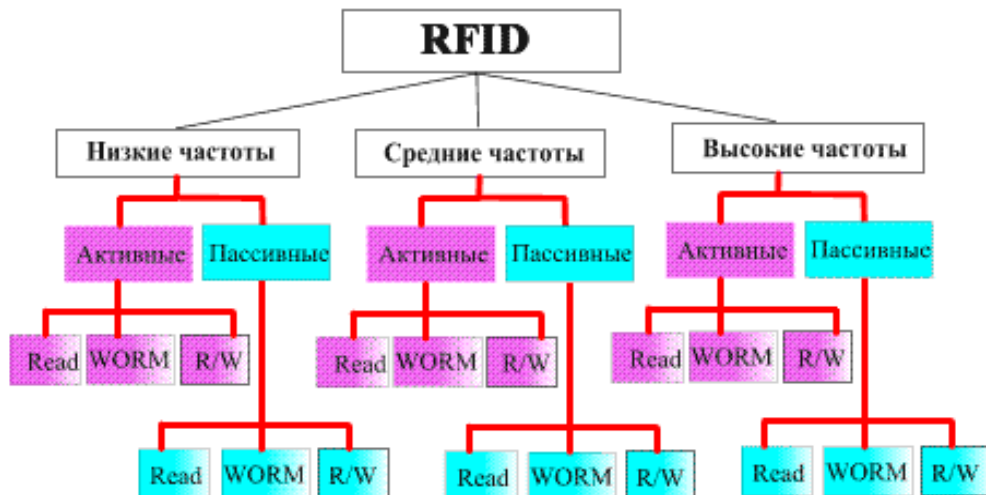 RFID
Низкие частоты
Средние частоты
Высокие частоты
Активные
Пассивные
Активные
Пассивные
Активные
Пассивные
Read
WORM
R/W
Read
WORM
R/W
Read
WORM
R/W
Read
WORM
R/W
Read
WORM
R/W
Read
WORM
R/W